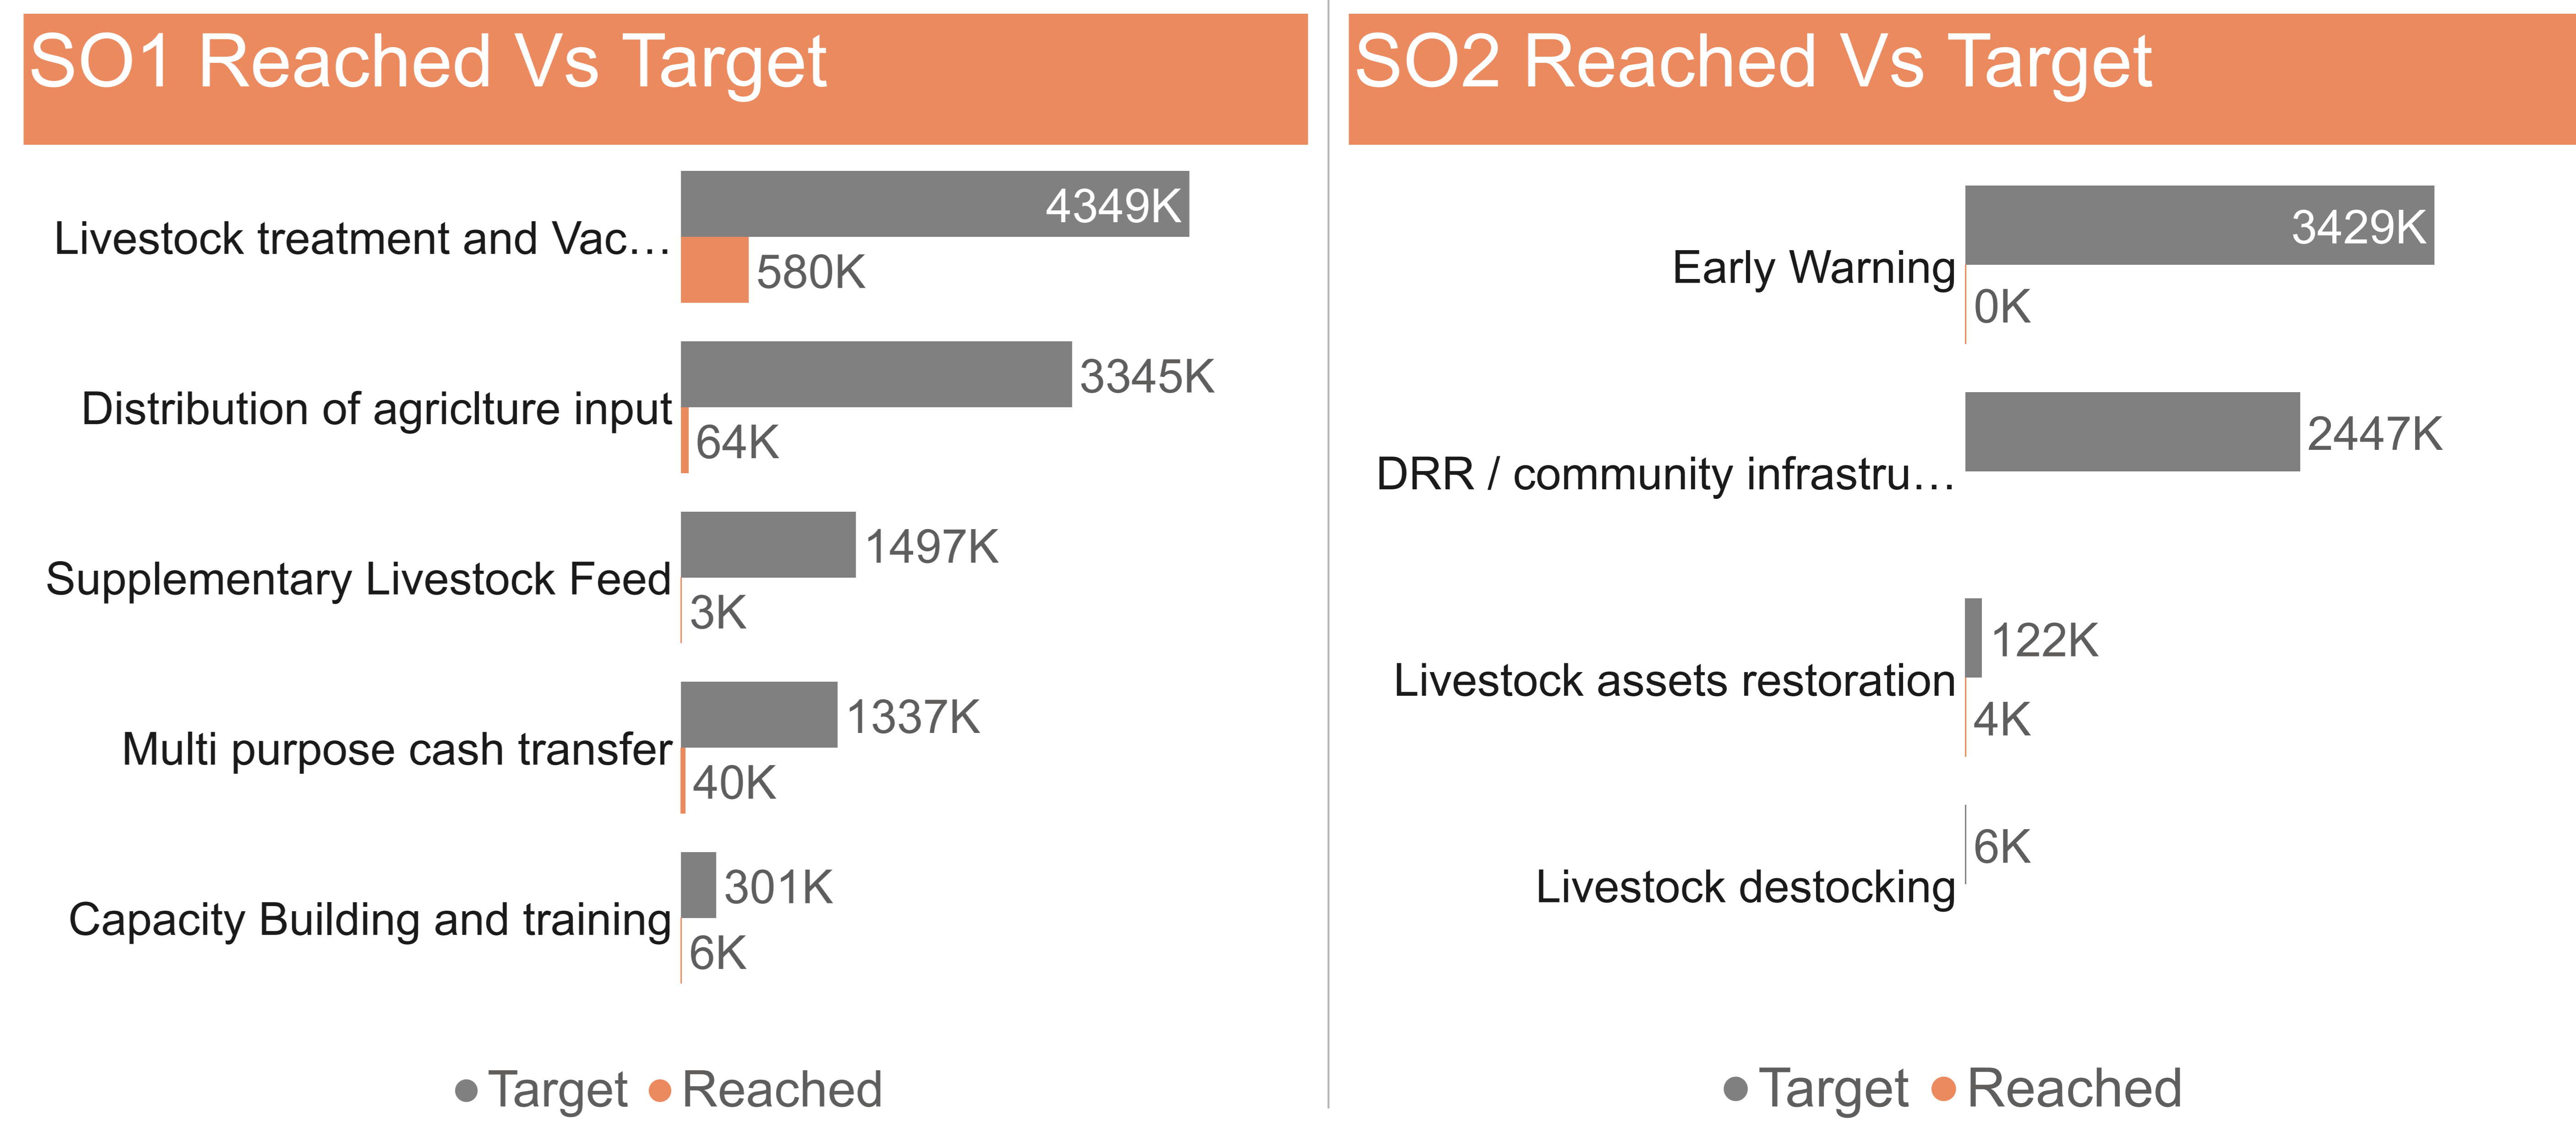 SO1 Reached Vs Target
Livestock treatment and Vac…
4349K
580K
Distribution of agriclture input
3345K
64K
Supplementary Livestock Feed
1497K
3K
Multi purpose cash transfer
1337K
40K
Capacity Building and training
301K
6K
Target Reached
SO2 Reached Vs Target
Early Warning
3429K
0K
DRR / community infrastru…
2447K
Livestock assets restoration
122K
4K
Livestock destocking
6K
Target Reached